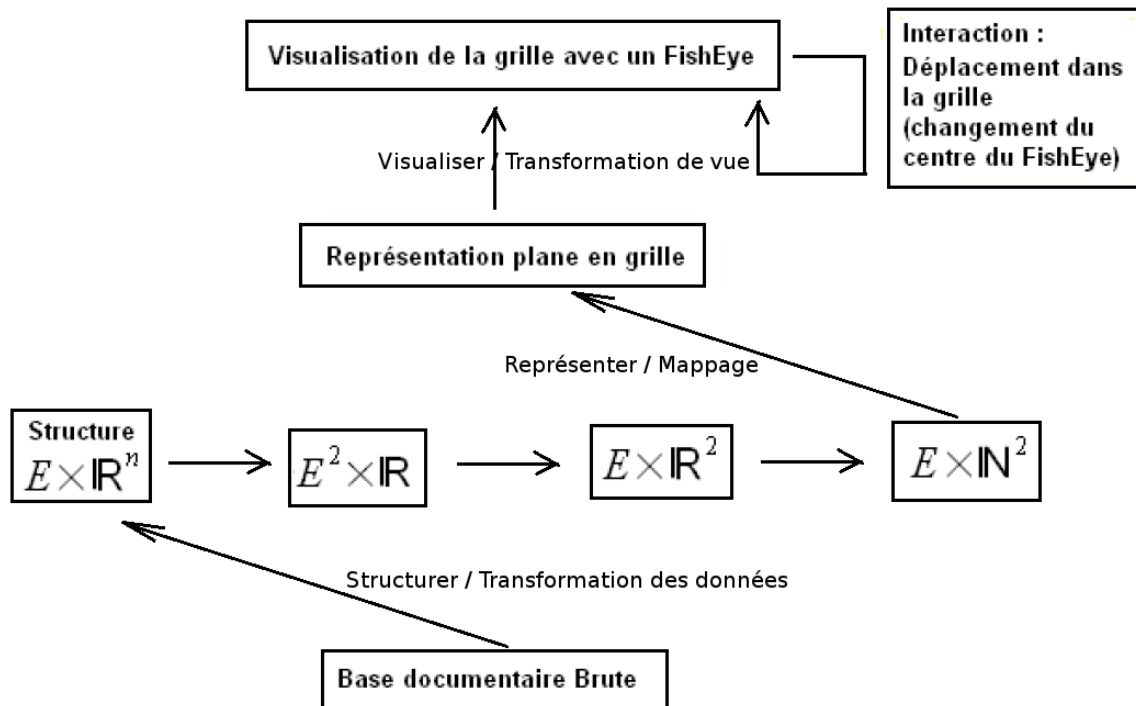 Visualisation de la grille avec un FishEye
Interaction :
Déplacement dans
la grille
(changement du
centre du FishEye)
Visualiser / Transformation de vue
Représentation plane en grille
Représenter / Mappage
Structure
E×ℝⁿ
E²×ℝ
E×ℝ²
E×ℕ²
Structurer / Transformation des données
Base documentaire Brute